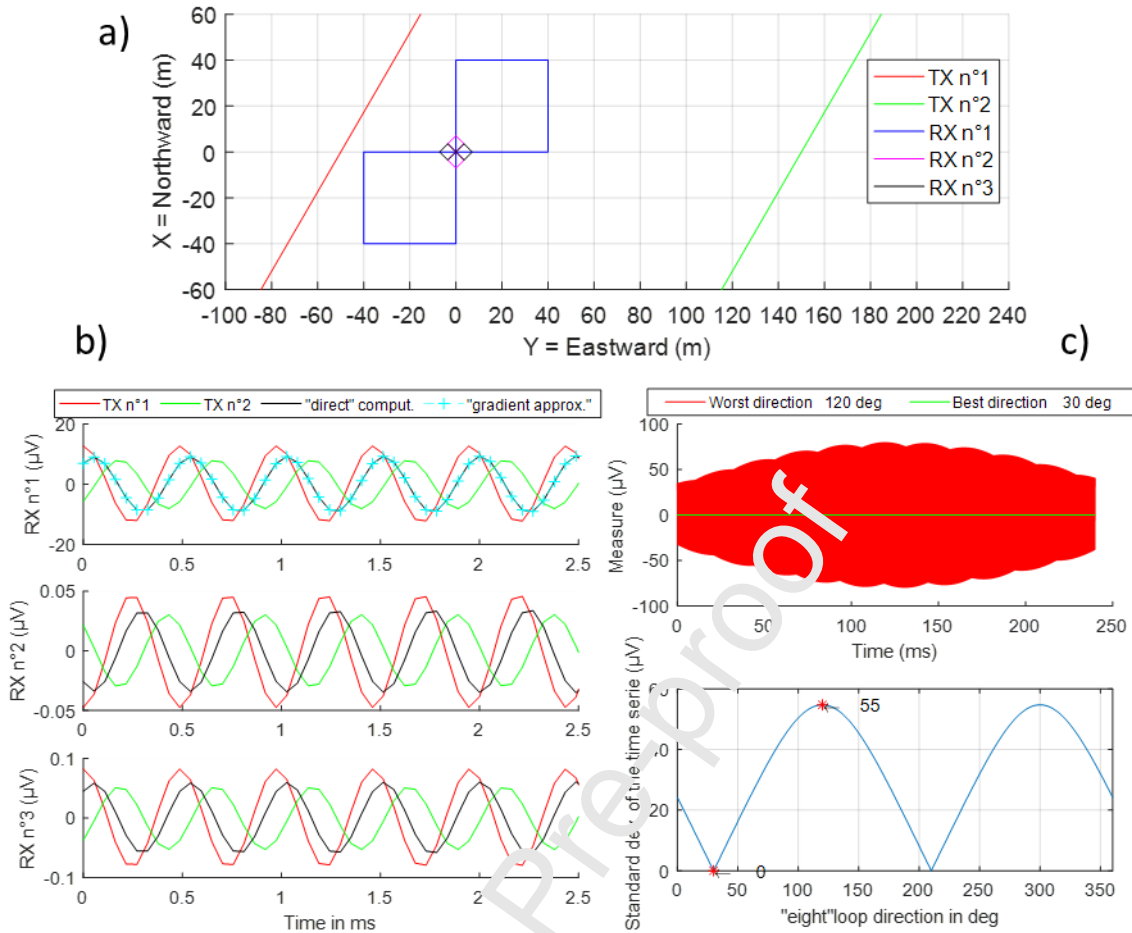 a)
60
40
20
0
-20
-40
-60
X = Northward (m)
-100 -80 -60 -40 -20 0 20 40 60 80 100 120 140 160 180 200 220 240
Y = Eastward (m)
TX n°1
TX n°2
RX n°1
RX n°2
RX n°3
b)
TX n°1 TX n°2 "direct" comput. "gradient approx."
20
0
-20
RX n°1 (µV)
0 0.5 1 1.5 2 2.5
0.05
0
-0.05
RX n°2 (µV)
0 0.5 1 1.5 2 2.5
0.1
0
-0.1
RX n°3 (µV)
0 0.5 1 1.5 2 2.5
Time in ms
c)
Worst direction 120 deg Best direction 30 deg
100
50
0
-50
-100
Measure (µV)
0 50 100 150 200 250
Time (ms)
60
40
20
0
Standard de of the time serie (µV)
55
0
0 50 100 150 200 250 300 350
"eight"loop direction in deg
Pre-proof